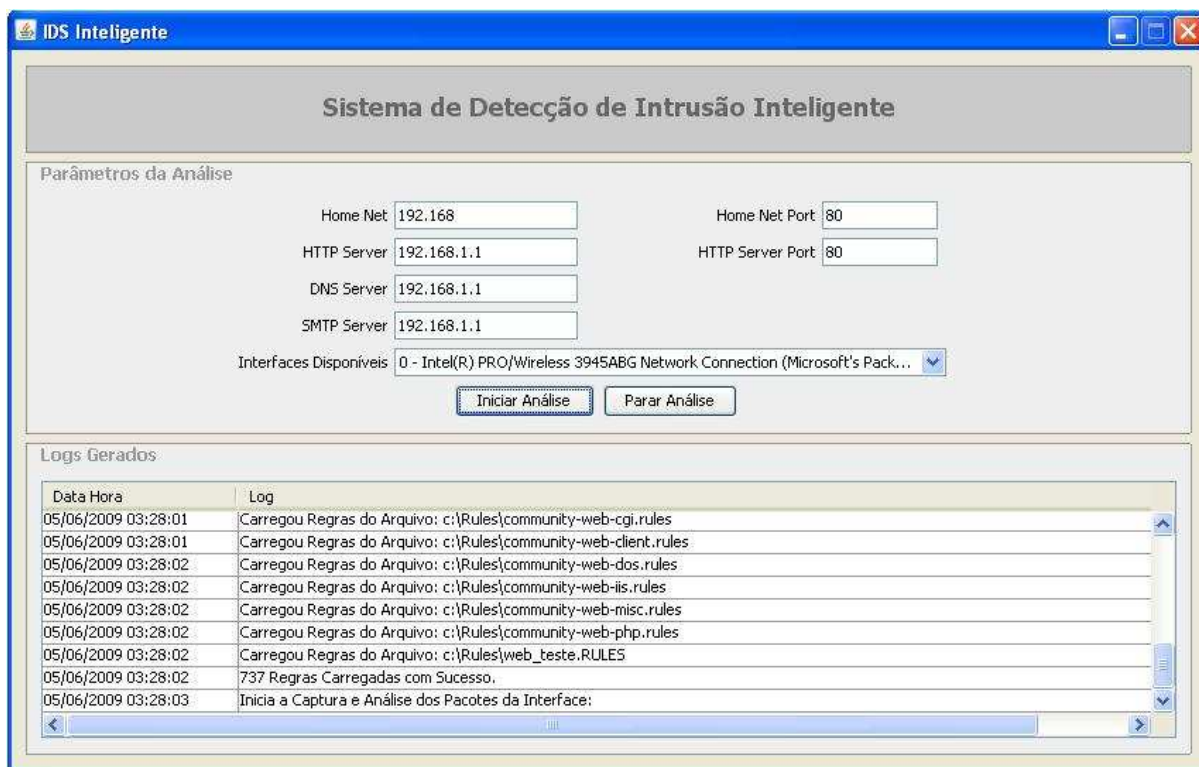 IDS Inteligente
Sistema de Detecção de Intrusão Inteligente
Parâmetros da Análise
Home Net 192.168 Home Net Port 80
HTTP Server 192.168.1.1 HTTP Server Port 80
DNS Server 192.168.1.1
SMTP Server 192.168.1.1
Interfaces Disponíveis 0 - Intel(R) PRO/Wireless 3945ABG Network Connection (Microsoft's Pack...
Iniciar Análise Parar Análise
Logs Gerados
Data Hora Log
05/06/2009 03:28:01 Carregou Regras do Arquivo: c:\Rules\community-web-cgi.rules
05/06/2009 03:28:01 Carregou Regras do Arquivo: c:\Rules\community-web-client.rules
05/06/2009 03:28:02 Carregou Regras do Arquivo: c:\Rules\community-web-dos.rules
05/06/2009 03:28:02 Carregou Regras do Arquivo: c:\Rules\community-web-iis.rules
05/06/2009 03:28:02 Carregou Regras do Arquivo: c:\Rules\community-web-misc.rules
05/06/2009 03:28:02 Carregou Regras do Arquivo: c:\Rules\community-web-php.rules
05/06/2009 03:28:02 Carregou Regras do Arquivo: c:\Rules\web_teste.RULES
05/06/2009 03:28:02 737 Regras Carregadas com Sucesso.
05/06/2009 03:28:03 Inicia a Captura e Análise dos Pacotes da Interface: